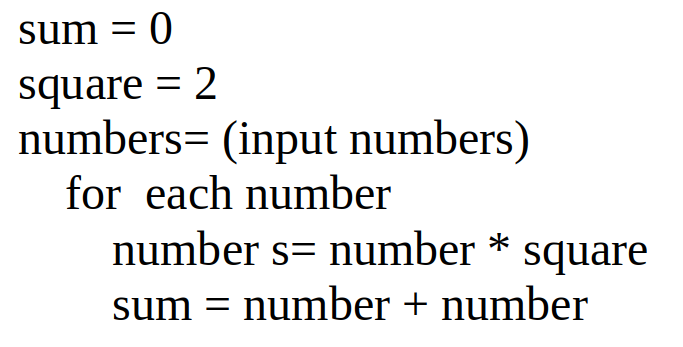 sum = 0
square = 2
numbers= (input numbers)
for each number
number s= number * square
sum = number + number